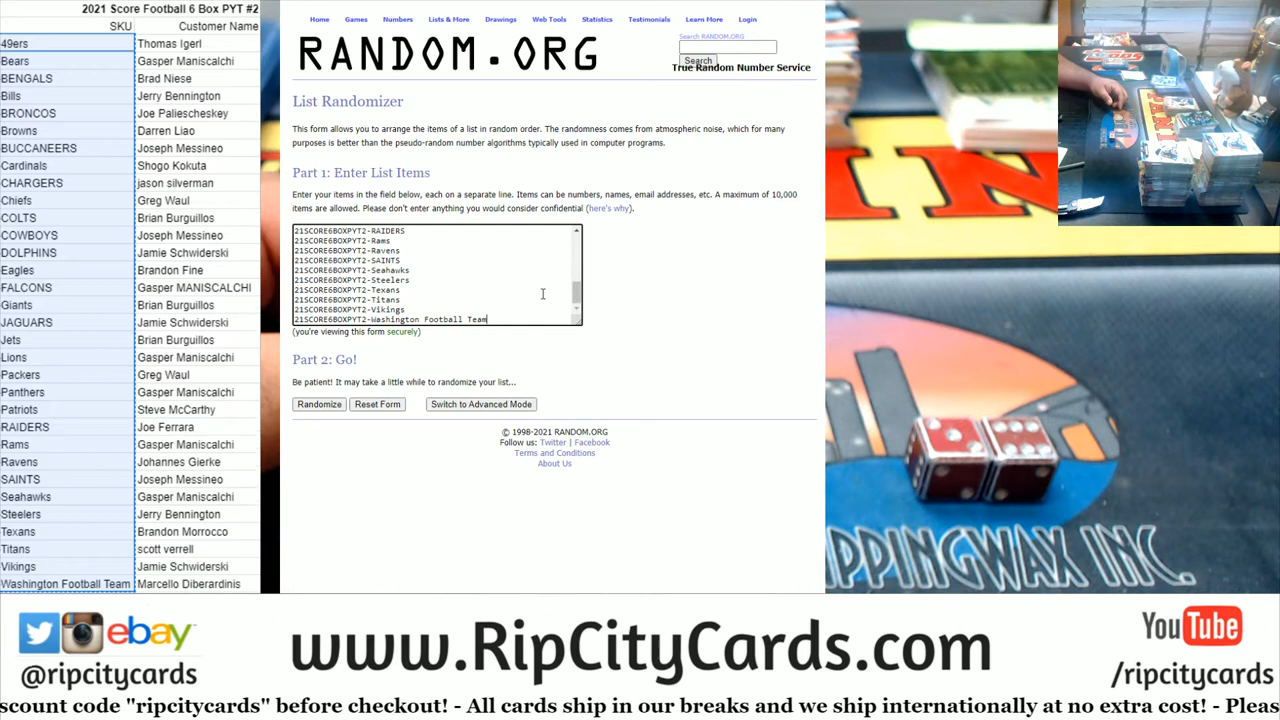 2021 Score Football 6 Box PYT #2
SKU Customer Name
49ers Thomas Igerl
Bears Gasper Maniscalchi
BENGALS Brad Niese
Bills Jerry Bennington
BRONCOS Joe Paliescheskey
Browns Darren Liao
BUCCANEERS Joseph Messineo
Cardinals Shogo Kokuta
CHARGERS jason silverman
Chiefs Greg Waul
COLTS Brian Burguillos
COWBOYS Joseph Messineo
DOLPHINS Jamie Schwiderski
Eagles Brandon Fine
FALCONS Gasper MANISCALCHI
Giants Brian Burguillos
JAGUARS Jamie Schwiderski
Jets Brian Burguillos
Lions Gasper Maniscalchi
Packers Greg Waul
Panthers Gasper Maniscalchi
Patriots Steve McCarthy
RAIDERS Joe Ferrara
Rams Gasper Maniscalchi
Ravens Johannes Gierke
SAINTS Joseph Messineo
Seahawks Gasper Maniscalchi
Steelers Jerry Bennington
Texans Brandon Morrocco
Titans scott verrell
Vikings Jamie Schwiderski
Washington Football Team Marcello Diberardinis
Home Games Numbers Lists & More Drawings Web Tools Statistics Testimonials Learn More Login
RANDOM.ORG
Search RANDOM.ORG
Search
True Random Number Service
List Randomizer
This form allows you to arrange the items of a list in random order. The randomness comes from atmospheric noise, which for many
purposes is better than the pseudo-random number algorithms typically used in computer programs.
Part 1: Enter List Items
Enter your items in the field below, each on a separate line. Items can be numbers, names, email addresses, etc. A maximum of 10,000
items are allowed. Please don't enter anything you would consider confidential (here's why).
21SCORE6BOXPYT2-RAIDERS
21SCORE6BOXPYT2-Rams
21SCORE6BOXPYT2-Ravens
21SCORE6BOXPYT2-SAINTS
21SCORE6BOXPYT2-Seahawks
21SCORE6BOXPYT2-Steelers
21SCORE6BOXPYT2-Texans
21SCORE6BOXPYT2-Titans
21SCORE6BOXPYT2-Vikings
21SCORE6BOXPYT2-Washington Football Team
(you're viewing this form securely)
Part 2: Go!
Be patient! It may take a little while to randomize your list...
Randomize Reset Form Switch to Advanced Mode
© 1998-2021 RANDOM.ORG
Follow us: Twitter | Facebook
Terms and Conditions
About Us
PANINI
IPPINGWAX INC.
ebay
@ripcitycards
www.RipCityCards.com
YouTube
/ripcitycards
scount code "ripcitycards" before checkout! - All cards ship in our breaks and we ship internationally at no extra cost! - Pleas